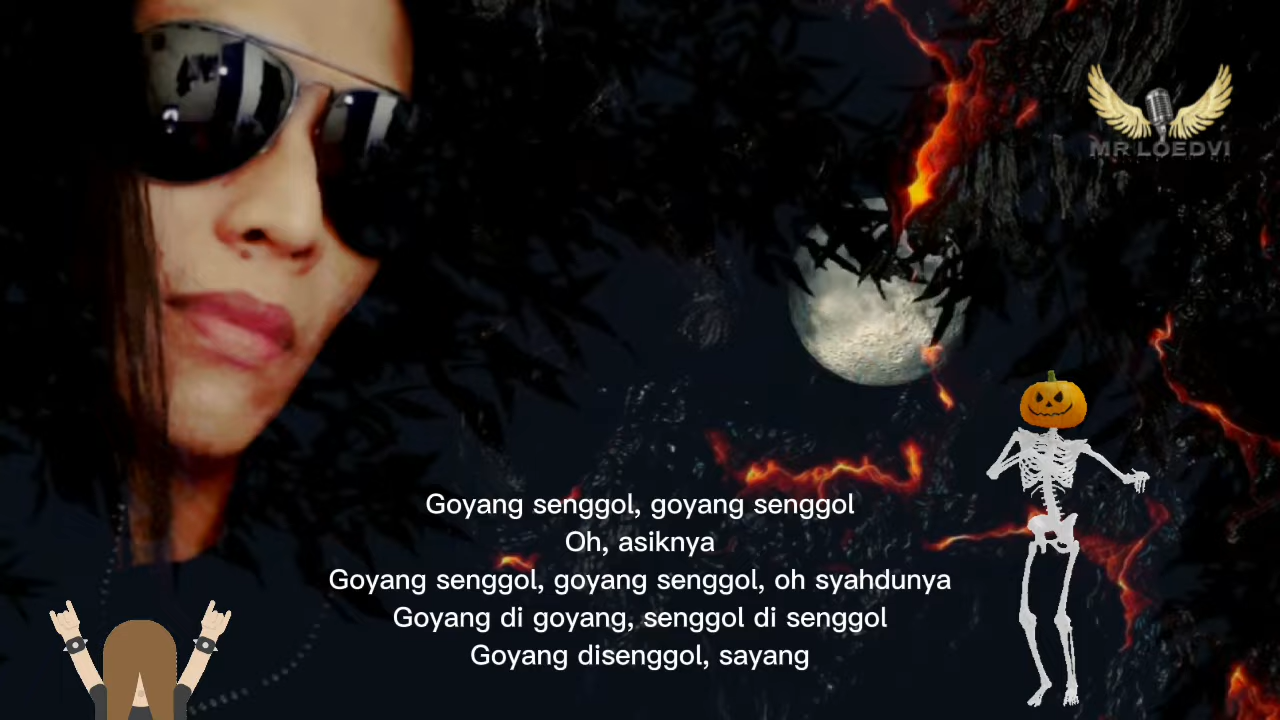 MR LOEDVI
Goyang senggol, goyang senggol
Oh, asiknya
Goyang senggol, goyang senggol, oh syahdunya
Goyang di goyang, senggol di senggol
Goyang disenggol, sayang